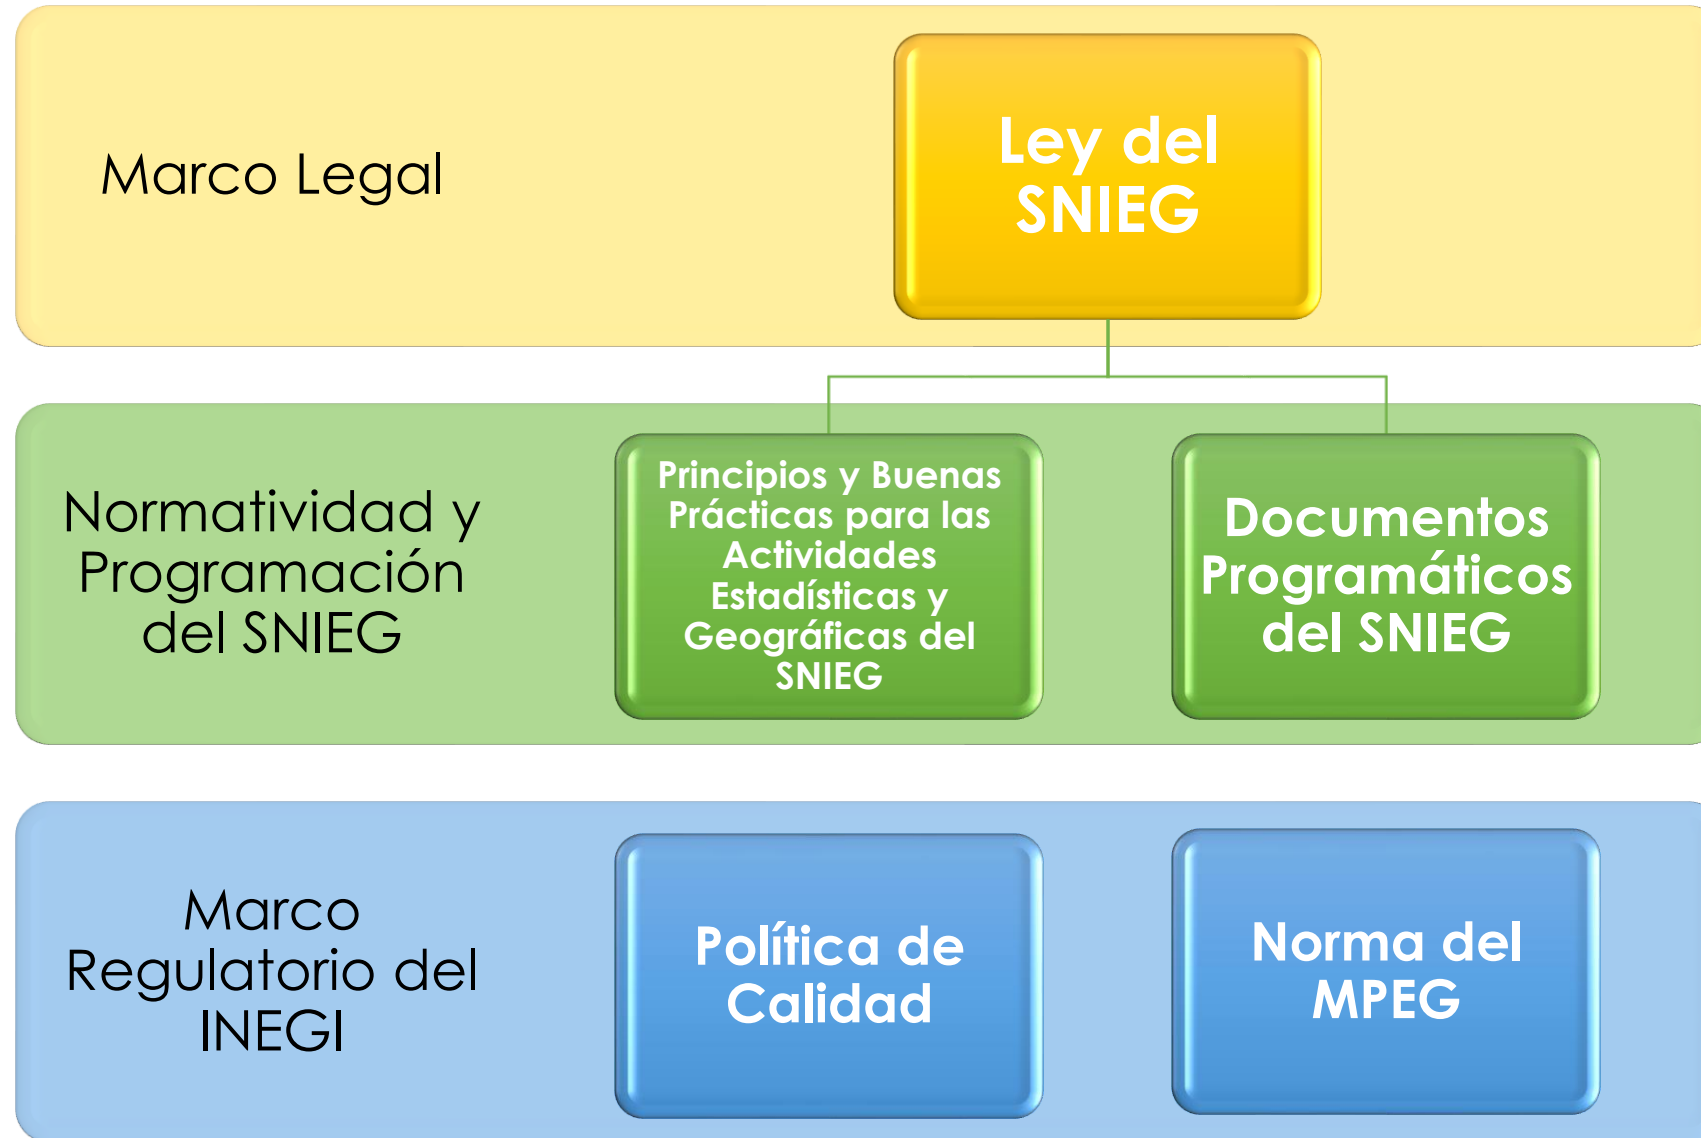 Marco Legal
Ley del
SNIEG
Normatividad y
Programación
del SNIEG
Principios y Buenas
Prácticas para las
Actividades
Estadísticas y
Geográficas del
SNIEG
Documentos
Programáticos
del SNIEG
Marco
Regulatorio del
INEGI
Política de
Calidad
Norma del
MPEG